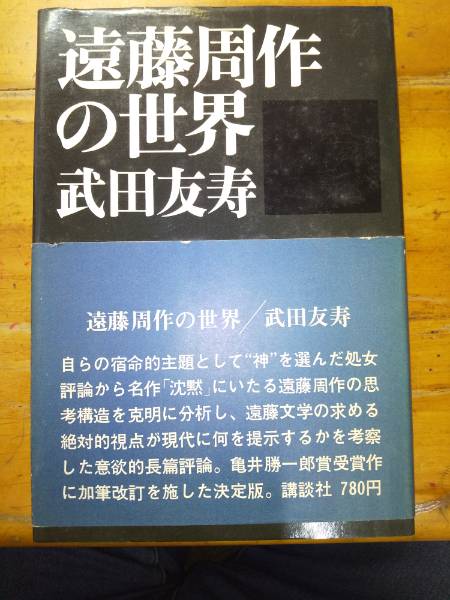 遠藤周作
の世界
武田友寿
遠藤周作の世界／武田友寿
自らの宿命的主題として“神”を選んだ処女
評論から名作「沈黙」にいたる遠藤周作の思
考構造を克明に分析し、遠藤文学の求める
絶対的視点が現代に何を提示するかを考察
した意欲的長篇評論。亀井勝一郎賞受賞作
に加筆改訂を施した決定版。講談社 780円